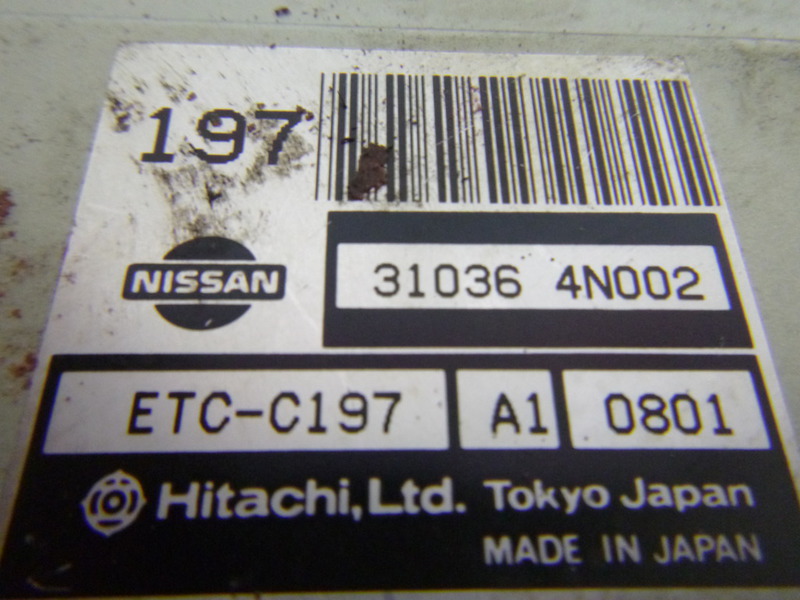 197
NISSAN
31036 4N002
ETC-C197 A1 0801
Hitachi,Ltd. Tokyo Japan
MADE IN JAPAN